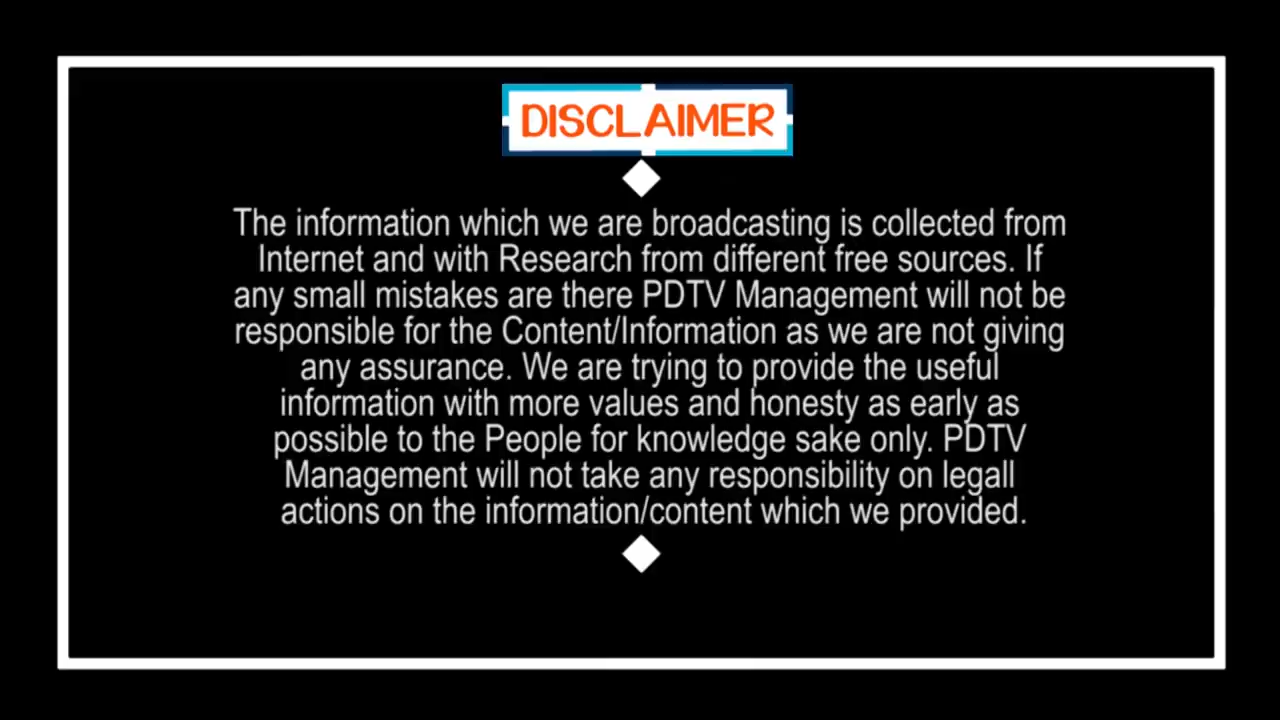 DISCLAIMER
The information which we are broadcasting is collected from
Internet and with Research from different free sources. If
any small mistakes are there PDTV Management will not be
responsible for the Content/Information as we are not giving
any assurance. We are trying to provide the useful
information with more values and honesty as early as
possible to the People for knowledge sake only. PDTV
Management will not take any responsibility on legall
actions on the information/content which we provided.